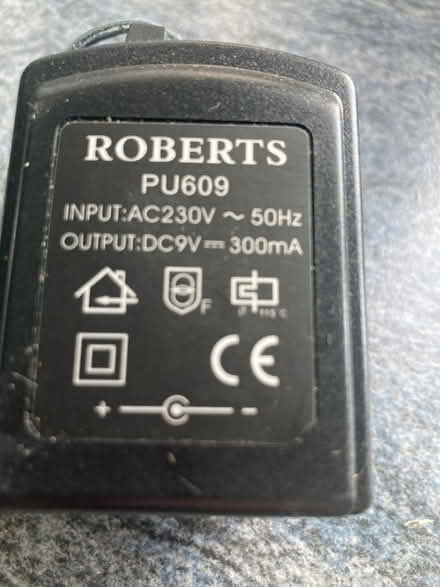 ROBERTS
PU609
INPUT:AC230V ~ 50Hz
OUTPUT:DC9V ⎓ 300mA
F
CE
+ -